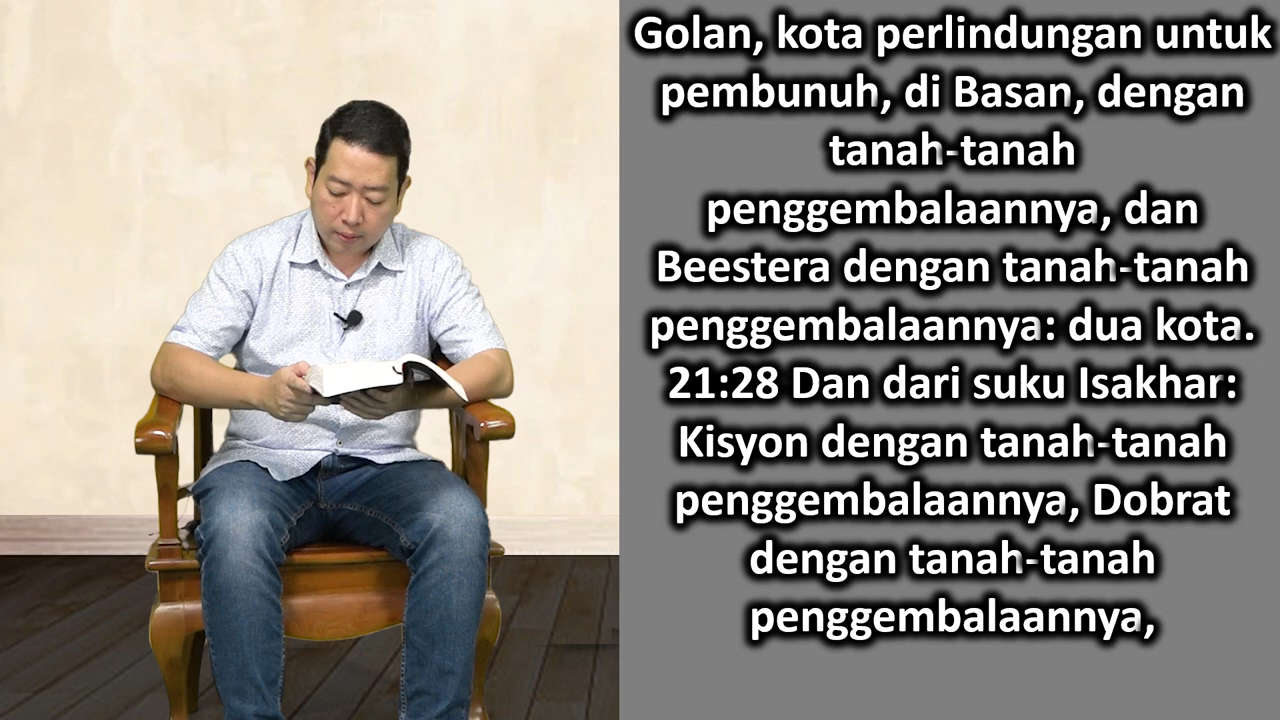 Golan, kota perlindungan untuk
pembunuh, di Basan, dengan
tanah-tanah
penggembalaannya, dan
Beestera dengan tanah-tanah
penggembalaannya: dua kota.
21:28 Dan dari suku Isakhar:
Kisyon dengan tanah-tanah
penggembalaannya, Dobrat
dengan tanah-tanah
penggembalaannya,